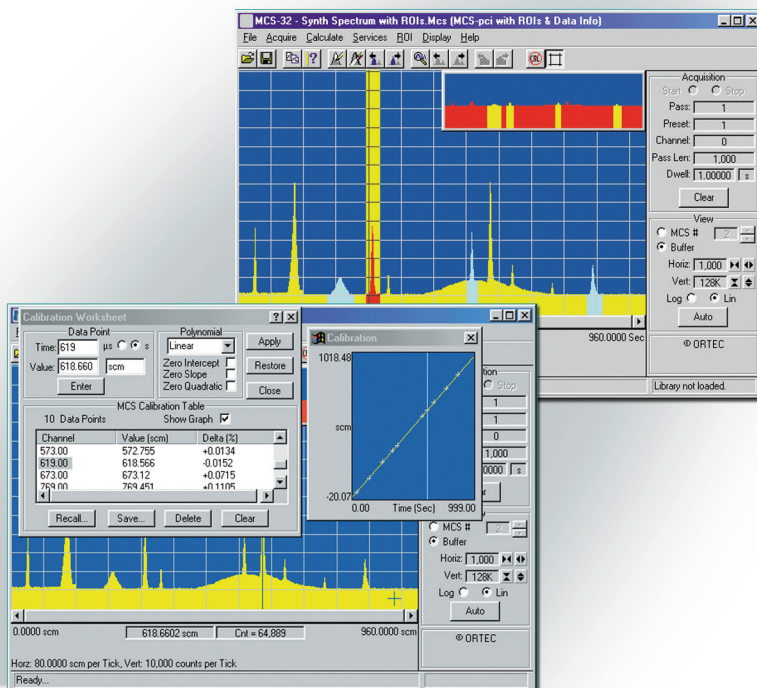 MCS-32 - Synth Spectrum with ROIs.Mcs (MCS-pci with ROIs & Data Info)
File Acquire Calculate Services ROI Display Help
Acquisition
Start Stop
Pass: 1
Preset: 1
Channel: 0
Pass Len: 1,000
Dwell: 1.00000 s
Clear
View
MCS # 2
Buffer
Horiz: 1,000
Vert: 128K
Log Lin
Auto
© ORTEC
960.0000 Sec
Library not loaded.
Calibration Worksheet
Data Point
Time: 619 µs s
Value: 618.660 scm
Enter
Polynomial
Linear
Zero Intercept
Zero Slope
Zero Quadratic
Apply
Restore
Close
MCS Calibration Table
10 Data Points Show Graph
Channel Value (scm) Delta (%)
573.00 572.755 +0.0134
619.00 618.566 -0.0152
673.00 673.12 +0.0715
769.00 769.451 +0.1105
Recall... Save... Delete Clear
Calibration
1018.48
scm
-20.07
0.00 Time (Sec) 999.00
Stop
1
1
0
1,000
s
MCS # 2
Buffer
Horiz: 1,000
Vert: 128K
Log Lin
Auto
© ORTEC
0.0000 scm 618.6602 scm Cnt = 64,889 960.0000 scm
Horz: 80.0000 scm per Tick, Vert: 10,000 counts per Tick
Ready...